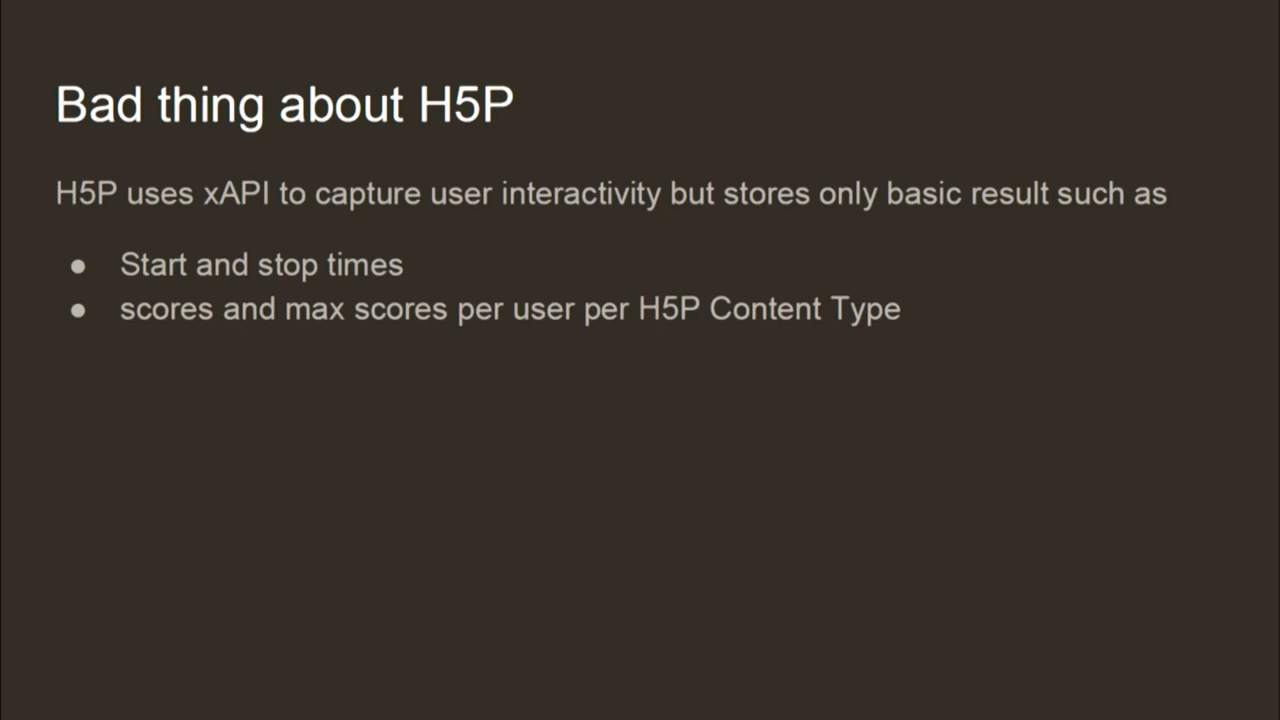 Bad thing about H5P
H5P uses xAPI to capture user interactivity but stores only basic result such as
● Start and stop times
● scores and max scores per user per H5P Content Type